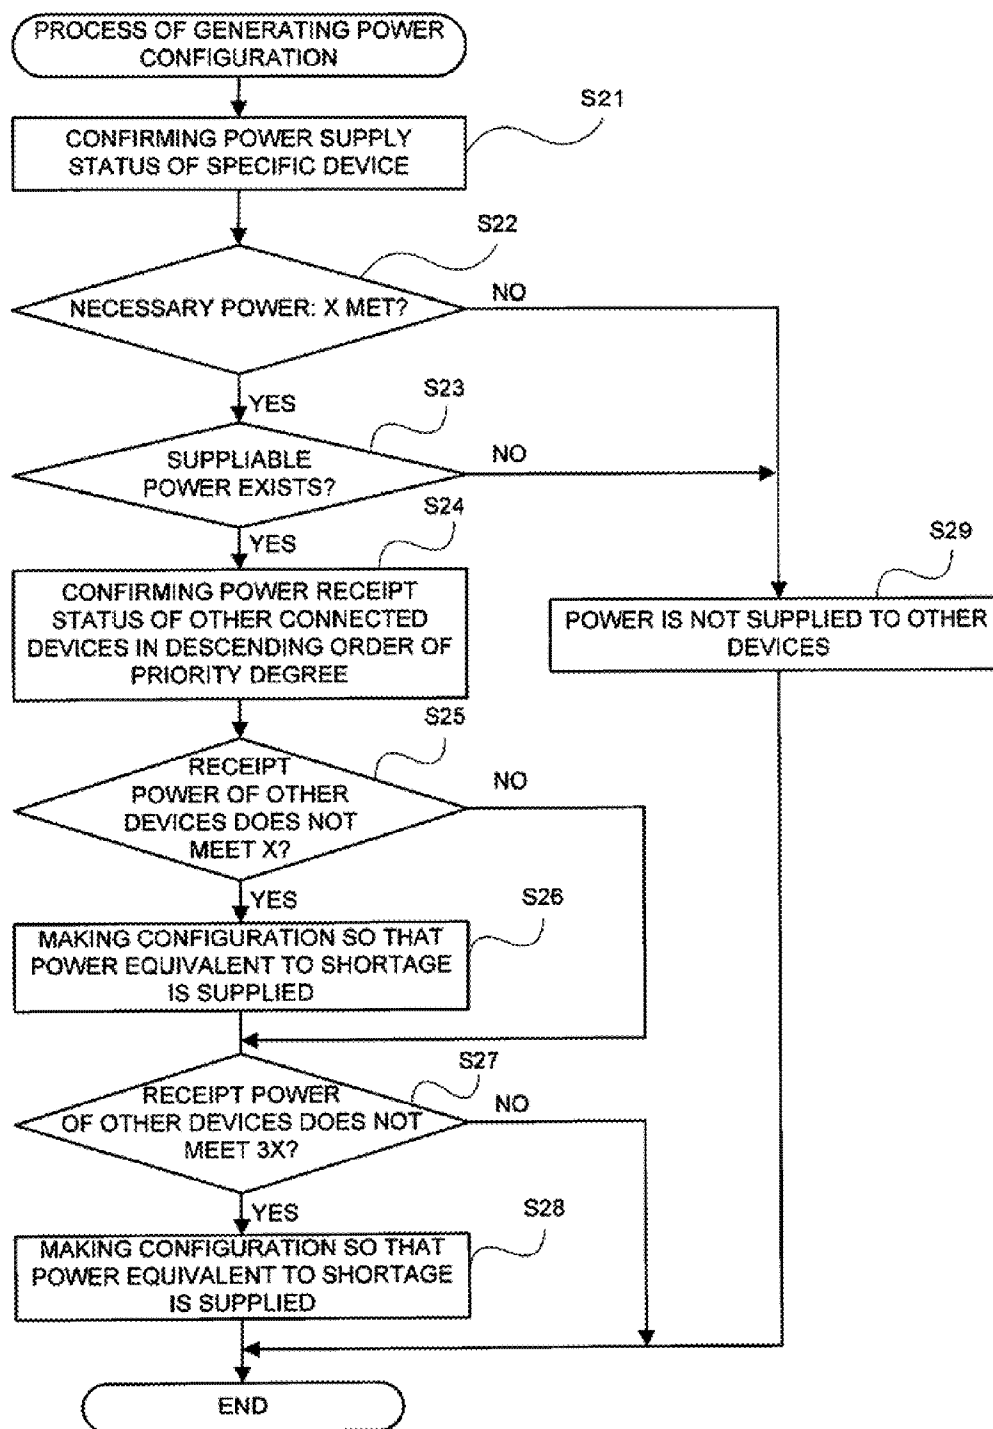 PROCESS OF GENERATING POWER
CONFIGURATION
S21
CONFIRMING POWER SUPPLY
STATUS OF SPECIFIC DEVICE
S22
NECESSARY POWER: X MET?
NO
YES
S23
SUPPLIABLE
POWER EXISTS?
NO
YES
S24
CONFIRMING POWER RECEIPT
STATUS OF OTHER CONNECTED
DEVICES IN DESCENDING ORDER OF
PRIORITY DEGREE
S29
POWER IS NOT SUPPLIED TO OTHER
DEVICES
S25
RECEIPT
POWER OF OTHER
DEVICES DOES NOT
MEET X?
NO
YES
S26
MAKING CONFIGURATION SO THAT
POWER EQUIVALENT TO SHORTAGE
IS SUPPLIED
S27
RECEIPT POWER
OF OTHER DEVICES DOES NOT
MEET 3X?
NO
YES
S28
MAKING CONFIGURATION SO THAT
POWER EQUIVALENT TO SHORTAGE
IS SUPPLIED
END